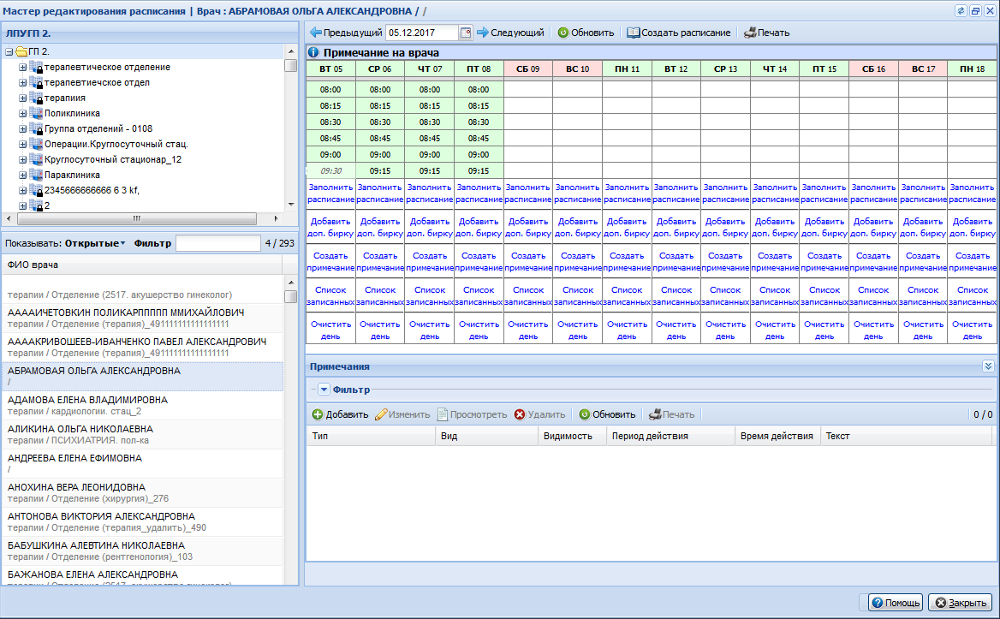 Мастер редактирования расписания | Врач : АБРАМОВАЯ ОЛЬГА АЛЕКСАНДРОВНА / /
ЛПУГП 2.
ГП 2.
терапевтическое отделение
терапевтиечское отдел
терапиия
Поликлиника
Группа отделений - 0108
Операции.Круглосуточный стац.
Круглосуточный стационар_12
Параклиника
2345666666666 6 3 kf,
2
Показывать: Открытые Фильтр 4 / 293
ФИО врача
терапии / Отделение (2517. акушерство гинеколог)
ААААИЧЕТОВКИН ПОЛИКАРППППП ММИХАЙЛОВИЧ
терапии / Отделение (терапия)_491111111111111111
ААААКРИВОШЕЕВ-ИВАНЧЕНКО ПАВЕЛ АЛЕКСАНДРОВИЧ
терапии / Отделение (терапия)_491111111111111111
АБРАМОВАЯ ОЛЬГА АЛЕКСАНДРОВНА
/
АДАМОВА ЕЛЕНА ВЛАДИМИРОВНА
терапии / кардиологии. стац_2
АЛИКИНА ОЛЬГА НИКОЛАЕВНА
терапии / ПСИХИАТРИЯ. пол-ка
АНДРЕЕВА ЕЛЕНА ЕФИМОВНА
/
АНОХИНА ВЕРА ЛЕОНИДОВНА
терапии / Отделение (хирургия)_276
АНТОНОВА ВИКТОРИЯ АЛЕКСАНДРОВНА
терапии / Отделение (терапия_удалить)_490
БАБУШКИНА АЛЕВТИНА НИКОЛАЕВНА
терапии / Отделение (рентгенология)_103
БАЖАНОВА ЕЛЕНА АЛЕКСАНДРОВНА
терапии / Отделение (2517. акушерство гинеколог)
Предыдущий 05.12.2017 Следующий Обновить Создать расписание Печать
Примечание на врача
ВТ 05 СР 06 ЧТ 07 ПТ 08 СБ 09 ВС 10 ПН 11 ВТ 12 СР 13 ЧТ 14 ПТ 15 СБ 16 ВС 17 ПН 18
08:00 08:00 08:00 08:00
08:15 08:15 08:15 08:15
08:30 08:30 08:30 08:30
08:45 08:45 08:45 08:45
09:00 09:00 09:00 09:00
09:30 09:15 09:15 09:15
Заполнить Заполнить Заполнить Заполнить Заполнить Заполнить Заполнить Заполнить Заполнить Заполнить Заполнить Заполнить Заполнить Заполнить
расписание расписание расписание расписание расписание расписание расписание расписание расписание расписание расписание расписание расписание расписание
Добавить Добавить Добавить Добавить Добавить Добавить Добавить Добавить Добавить Добавить Добавить Добавить Добавить Добавить
доп. бирку доп. бирку доп. бирку доп. бирку доп. бирку доп. бирку доп. бирку доп. бирку доп. бирку доп. бирку доп. бирку доп. бирку доп. бирку доп. бирку
Создать Создать Создать Создать Создать Создать Создать Создать Создать Создать Создать Создать Создать Создать
примечание примечание примечание примечание примечание примечание примечание примечание примечание примечание примечание примечание примечание примечание
Список Список Список Список Список Список Список Список Список Список Список Список Список Список
записанных записанных записанных записанных записанных записанных записанных записанных записанных записанных записанных записанных записанных записанных
Очистить Очистить Очистить Очистить Очистить Очистить Очистить Очистить Очистить Очистить Очистить Очистить Очистить Очистить
день день день день день день день день день день день день день день
Примечания
Фильтр
Добавить Изменить Просмотреть Удалить Обновить Печать 0 / 0
Тип Вид Видимость Период действия Время действия Текст
Помощь Закрыть